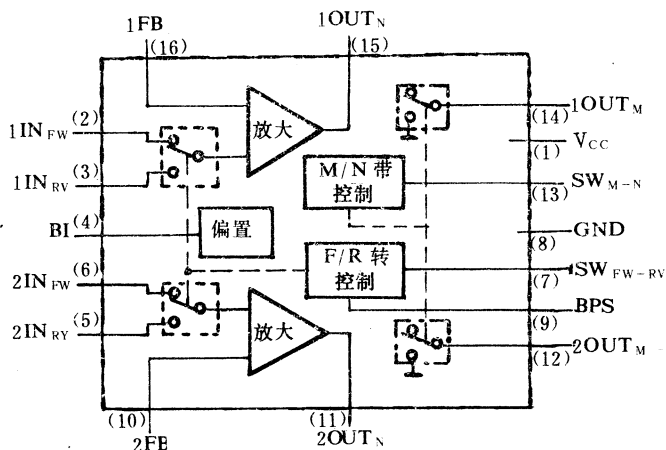 1FB
(16)
1OUTN
(15)
放大
(14)
1OUTM
(2)
1INFW
(1)
VCC
(3)
1INRV
M/N 带
控制
(13)
SWM-N
(4)
BI
偏置
(8)
GND
(6)
2INFW
F/R 转
控制
(7)
SWFW-RV
(5)
2INRY
放大
(9)
BPS
(12)
2OUTM
(10)
2FB
(11)
2OUTN